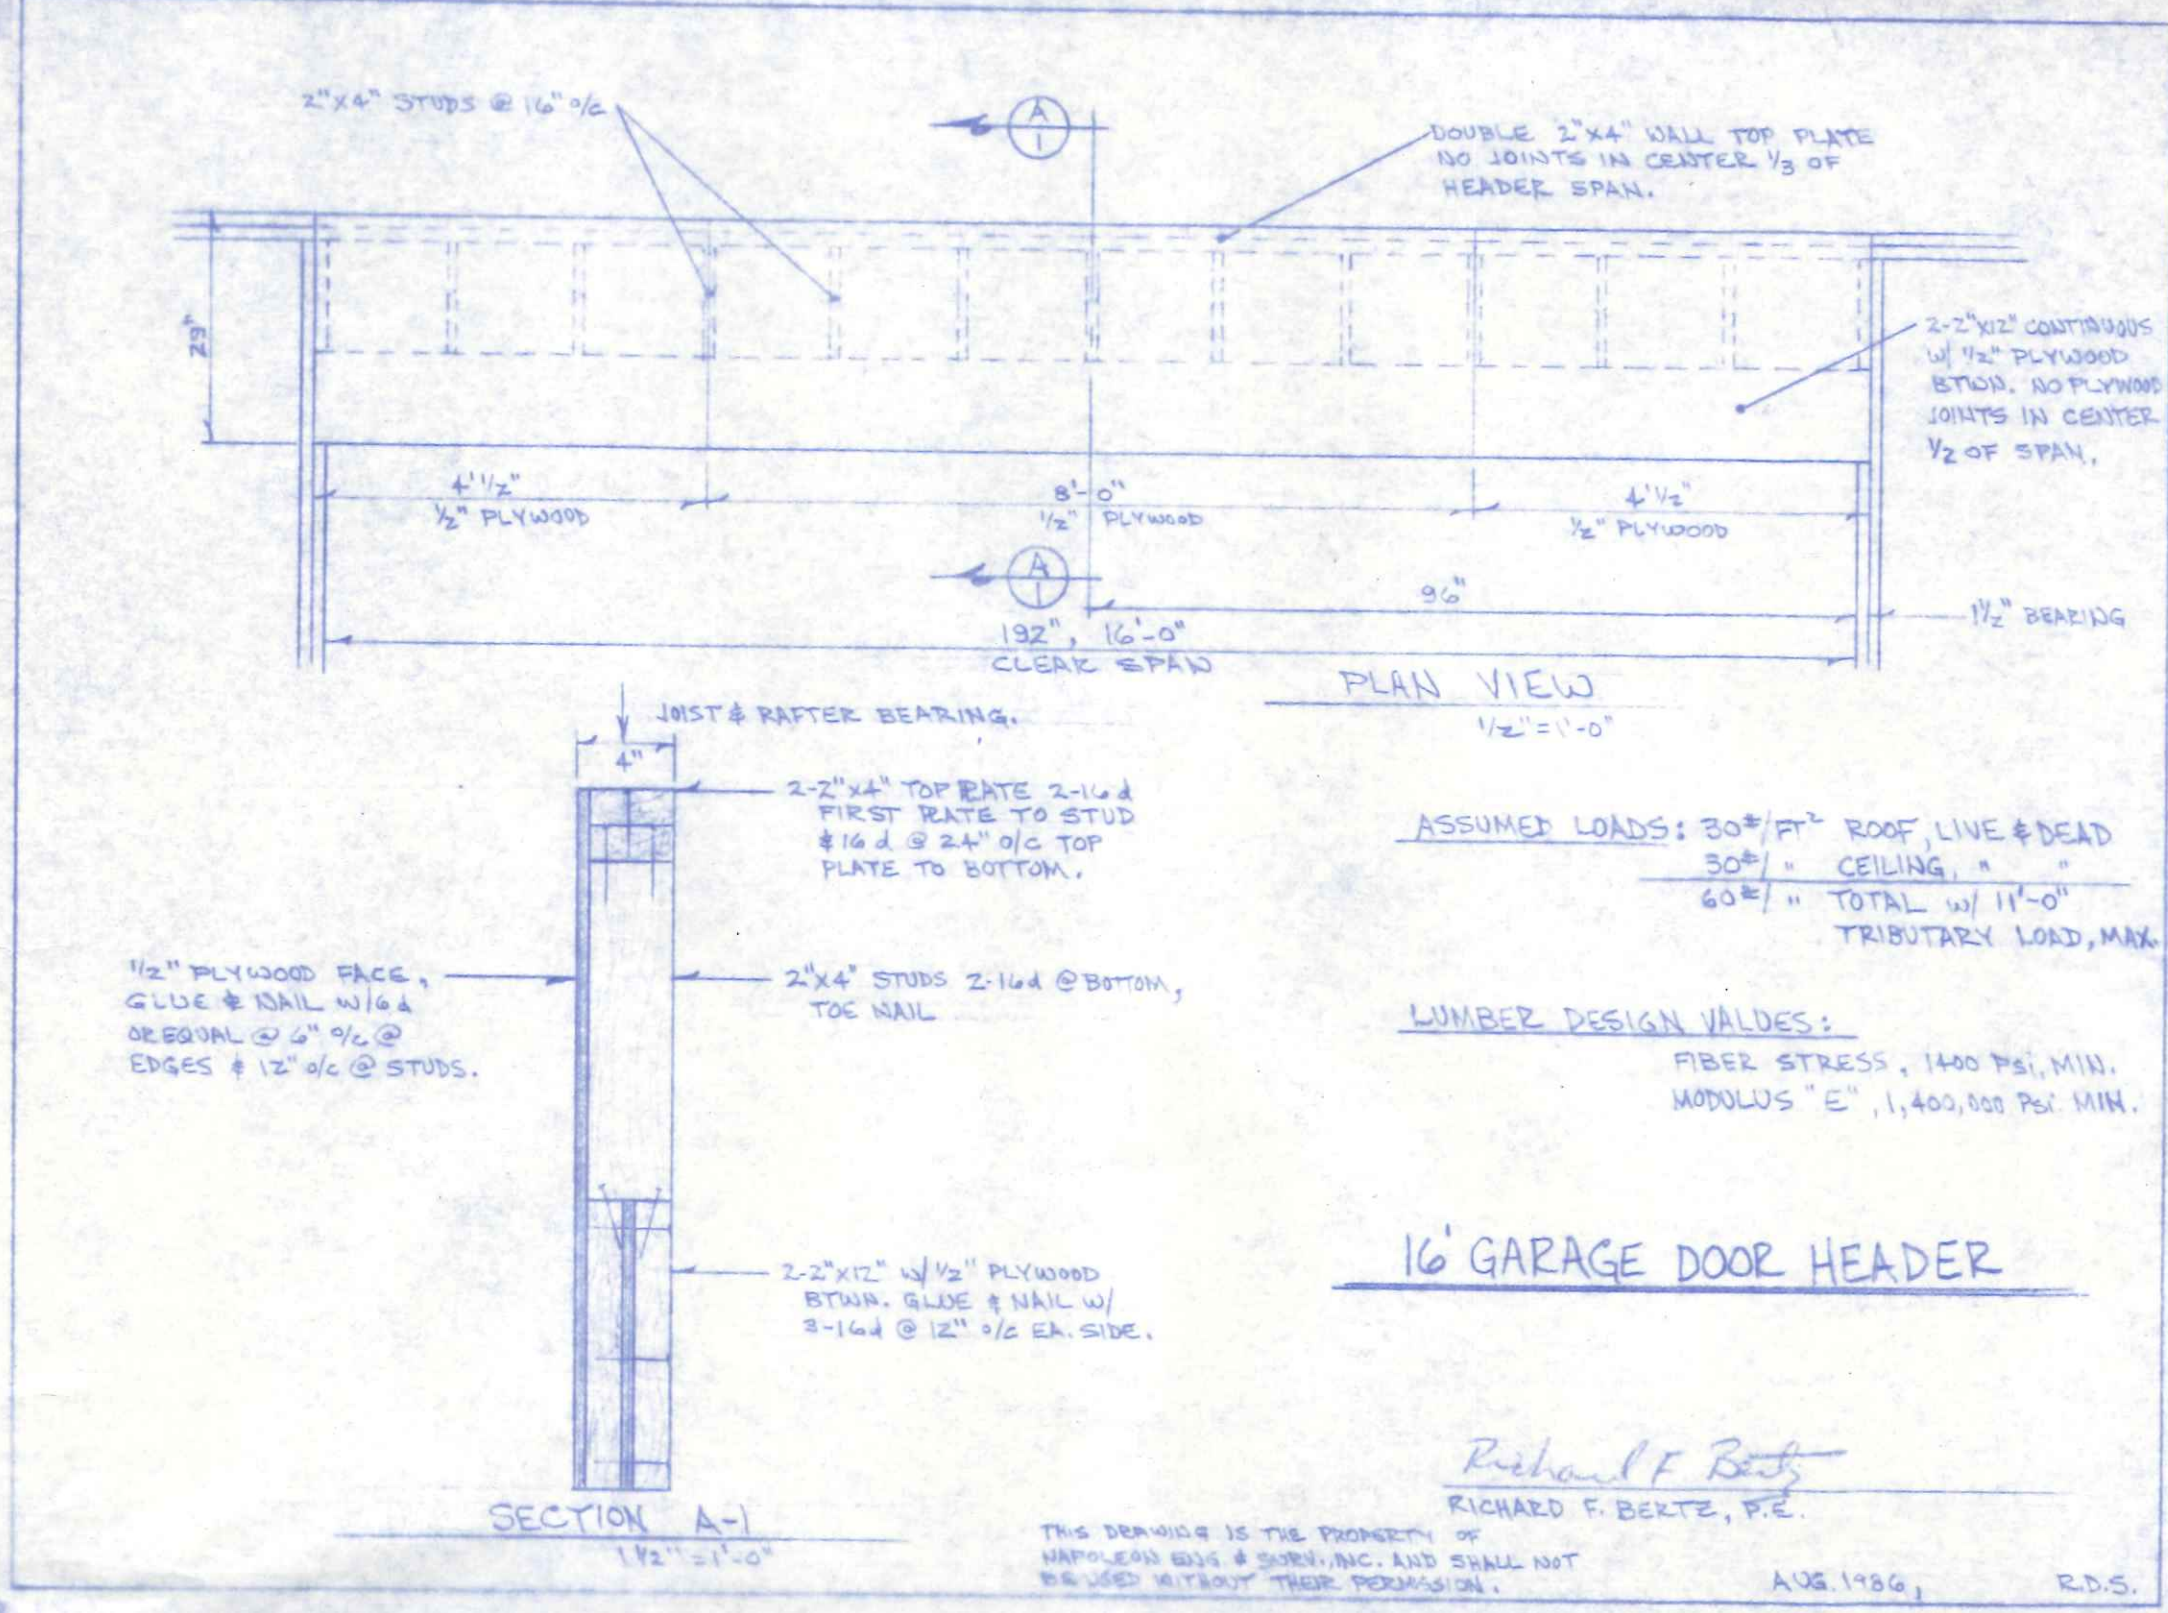 2"x4" STUDS @ 16" o/c
A
1
DOUBLE 2"x4" WALL TOP PLATE
NO JOINTS IN CENTER 1/3 OF
HEADER SPAN.
29"
2-2"x12" CONTINUOUS
W/ 1/2" PLYWOOD
BTWN. NO PLYWOOD
JOINTS IN CENTER
1/2 OF SPAN.
4' 1/2"
1/2" PLYWOOD
8'-0"
1/2" PLYWOOD
4' 1/2"
1/2" PLYWOOD
A
1
96"
1 1/2" BEARING
192", 16'-0"
CLEAR SPAN
PLAN VIEW
1/2"=1'-0"
JOIST & RAFTER BEARING.
4"
2-2"x4" TOP PLATE 2-16d
FIRST PLATE TO STUD
& 16d @ 24" o/c TOP
PLATE TO BOTTOM.
1/2" PLYWOOD FACE,
GLUE & NAIL W/6d
OR EQUAL @ 6" o/c @
EDGES & 12" o/c @ STUDS.
2"x4" STUDS 2-16d @ BOTTOM,
TOE NAIL
2-2"x12" W/ 1/2" PLYWOOD
BTWN. GLUE & NAIL W/
3-16d @ 12" o/c EA. SIDE.
SECTION A-1
1 1/2"=1'-0"
ASSUMED LOADS: 30#/FT² ROOF, LIVE & DEAD
30#/ " CEILING, " "
60#/ " TOTAL W/ 11'-0"
TRIBUTARY LOAD, MAX.
LUMBER DESIGN VALUES:
FIBER STRESS, 1400 Psi, MIN.
MODULUS "E", 1,400,000 Psi MIN.
16' GARAGE DOOR HEADER
Richard F Bertz
RICHARD F. BERTZ, P.E.
THIS DRAWING IS THE PROPERTY OF
NAPOLEON ENG & SURV., INC. AND SHALL NOT
BE USED WITHOUT THEIR PERMISSION.
AUG. 1986,
R.D.S.